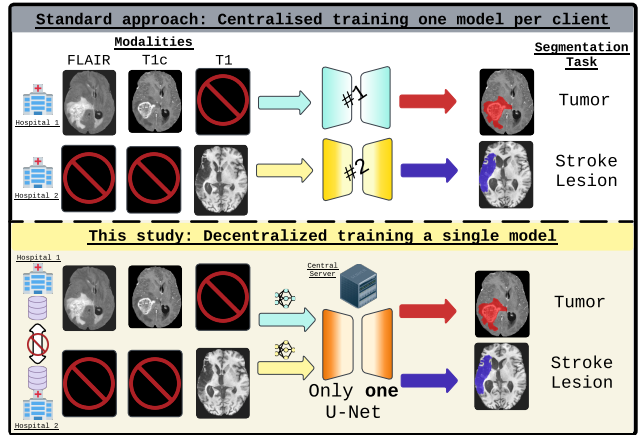 Standard approach: Centralised training one model per client
Modalities
FLAIR T1c T1
Segmentation
Task
Hospital 1
#1
Tumor
Hospital 2
#2
Stroke
Lesion
This study: Decentralized training a single model
Hospital 1
Central
Server
Tumor
Stroke
Lesion
Only one
U-Net
Hospital 2